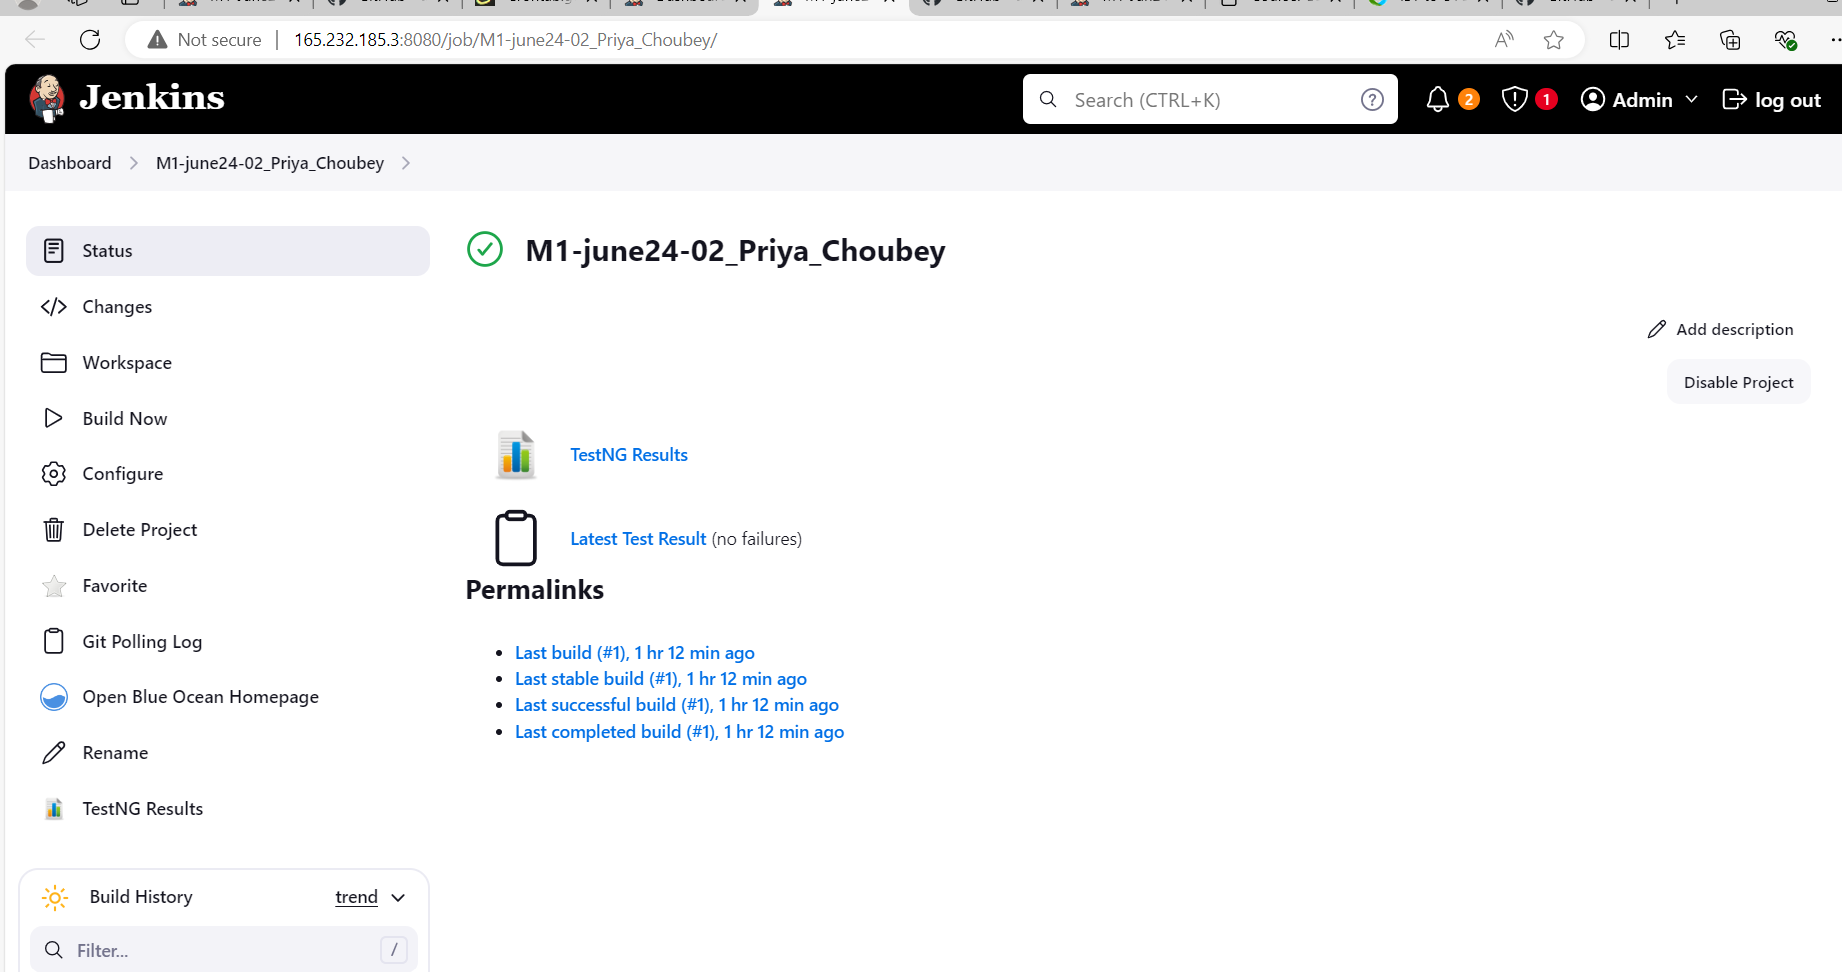 Not secure
165.232.185.3:8080/job/M1-june24-02_Priya_Choubey/
Jenkins
Search (CTRL+K)
2
1
Admin
log out
Dashboard
M1-june24-02_Priya_Choubey
Status
Changes
Workspace
Build Now
Configure
Delete Project
Favorite
Git Polling Log
Open Blue Ocean Homepage
Rename
TestNG Results
Build History
trend
Filter...
/
M1-june24-02_Priya_Choubey
Add description
Disable Project
TestNG Results
Latest Test Result (no failures)
Permalinks
Last build (#1), 1 hr 12 min ago
Last stable build (#1), 1 hr 12 min ago
Last successful build (#1), 1 hr 12 min ago
Last completed build (#1), 1 hr 12 min ago